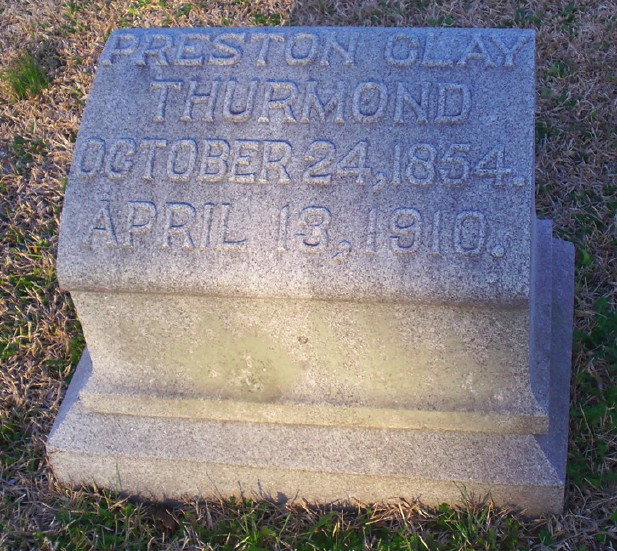 PRESTON CLAY
THURMOND
OCTOBER 24, 1854.
APRIL 13, 1910.